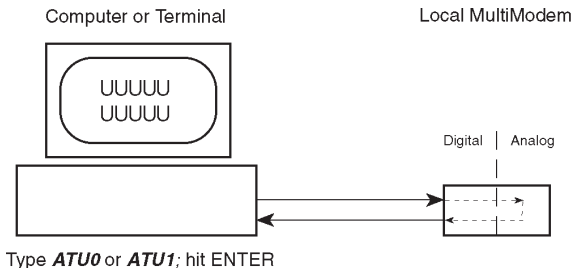 Computer or Terminal
Local MultiModem
UUUUU
UUUUU
Digital
Analog
Type ATU0 or ATU1; hit ENTER